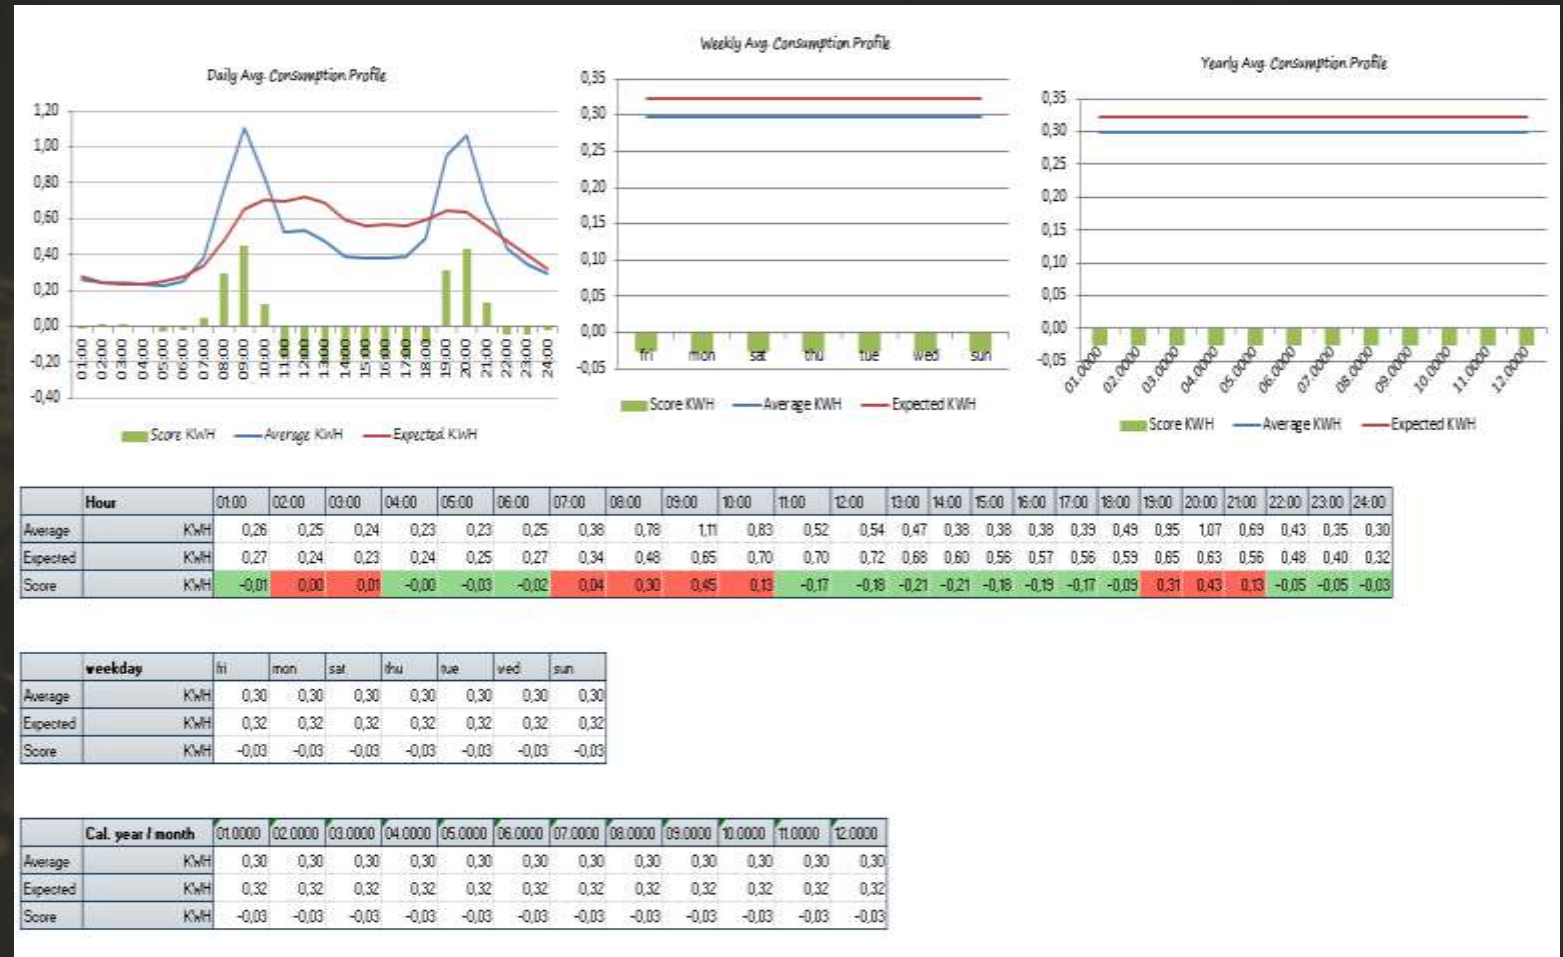 Daily Avg. Consumption Profile
1,20
1,00
0,80
0,60
0,40
0,20
0,00
-0,20
-0,40
01:00 02:00 03:00 04:00 05:00 06:00 07:00 08:00 09:00 10:00 11:00 12:00 13:00 14:00 15:00 16:00 17:00 18:00 19:00 20:00 21:00 22:00 23:00 24:00
Score KWH Average KWH Expected KWH
Weekly Avg. Consumption Profile
0,35
0,30
0,25
0,20
0,15
0,10
0,05
0,00
-0,05
fri mon sat thu tue wed sun
Score KWH Average KWH Expected KWH
Yearly Avg. Consumption Profile
0,35
0,30
0,25
0,20
0,15
0,10
0,05
0,00
-0,05
01.0000 02.0000 03.0000 04.0000 05.0000 06.0000 07.0000 08.0000 09.0000 10.0000 11.0000 12.0000
Score KWH Average KWH Expected KWH
Hour 01:00 02:00 03:00 04:00 05:00 06:00 07:00 08:00 09:00 10:00 11:00 12:00 13:00 14:00 15:00 16:00 17:00 18:00 19:00 20:00 21:00 22:00 23:00 24:00
Average KWH 0,26 0,25 0,24 0,23 0,23 0,25 0,38 0,78 1,11 0,83 0,52 0,54 0,47 0,38 0,38 0,38 0,39 0,49 0,95 1,07 0,69 0,43 0,35 0,30
Expected KWH 0,27 0,24 0,23 0,24 0,25 0,27 0,34 0,48 0,65 0,70 0,70 0,72 0,68 0,60 0,56 0,57 0,56 0,59 0,65 0,63 0,56 0,48 0,40 0,32
Score KWH -0,01 0,00 0,01 -0,00 -0,03 -0,02 0,04 0,30 0,45 0,13 -0,17 -0,18 -0,21 -0,21 -0,18 -0,19 -0,17 -0,09 0,31 0,43 0,13 -0,05 -0,05 -0,03
weekday fri mon sat thu tue wed sun
Average KWH 0,30 0,30 0,30 0,30 0,30 0,30 0,30
Expected KWH 0,32 0,32 0,32 0,32 0,32 0,32 0,32
Score KWH -0,03 -0,03 -0,03 -0,03 -0,03 -0,03 -0,03
Cal. year / month 01.0000 02.0000 03.0000 04.0000 05.0000 06.0000 07.0000 08.0000 09.0000 10.0000 11.0000 12.0000
Average KWH 0,30 0,30 0,30 0,30 0,30 0,30 0,30 0,30 0,30 0,30 0,30 0,30
Expected KWH 0,32 0,32 0,32 0,32 0,32 0,32 0,32 0,32 0,32 0,32 0,32 0,32
Score KWH -0,03 -0,03 -0,03 -0,03 -0,03 -0,03 -0,03 -0,03 -0,03 -0,03 -0,03 -0,03